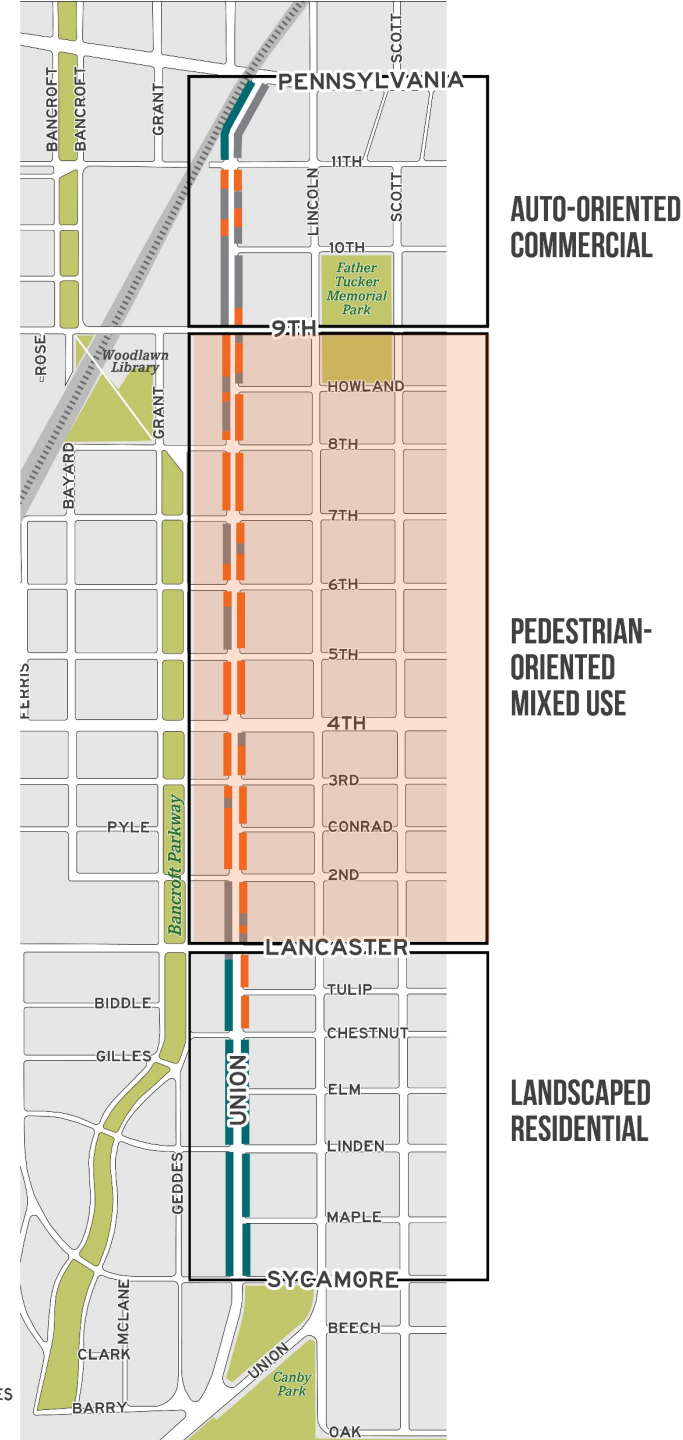 SCOTT
BANCROFT
BANCROFT
GRANT
PENNSYLVANIA
11TH
LINCOLN
SCOTT
AUTO-ORIENTED
COMMERCIAL
10TH
Father
Tucker
Memorial
Park
9TH
ROSE
Woodlawn
Library
GRANT
HOWLAND
8TH
BAYARD
7TH
6TH
PEDESTRIAN-
ORIENTED
MIXED USE
5TH
FERRIS
4TH
3RD
PYLE
CONRAD
Bancroft Parkway
2ND
LANCASTER
TULIP
BIDDLE
CHESTNUT
GILLES
UNION
ELM
LANDSCAPED
RESIDENTIAL
LINDEN
GEDDES
MAPLE
SYCAMORE
MCLANE
BEECH
CLARK
UNION
Canby
Park
ES
BARRY
OAK